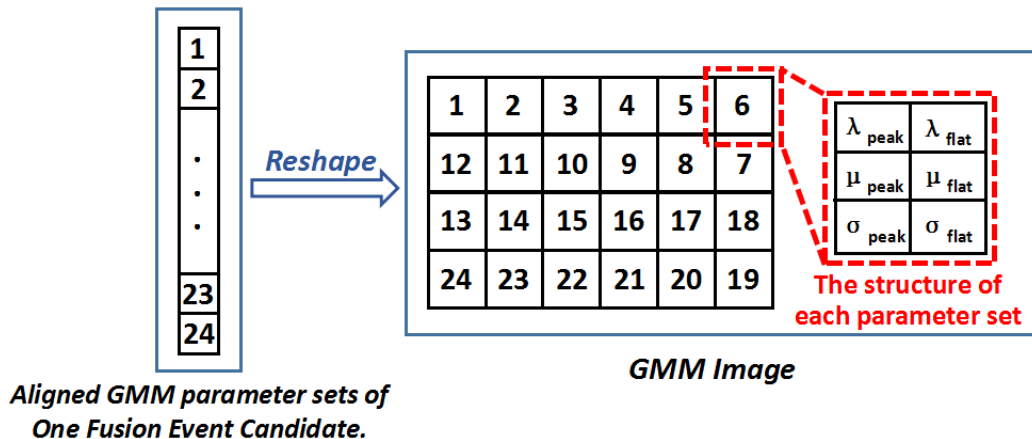 1
2
.
.
.
23
24
Aligned GMM parameter sets of
One Fusion Event Candidate.
Reshape
1 2 3 4 5 6
12 11 10 9 8 7
13 14 15 16 17 18
24 23 22 21 20 19
GMM Image
λ peak λ flat
μ peak μ flat
σ peak σ flat
The structure of
each parameter set